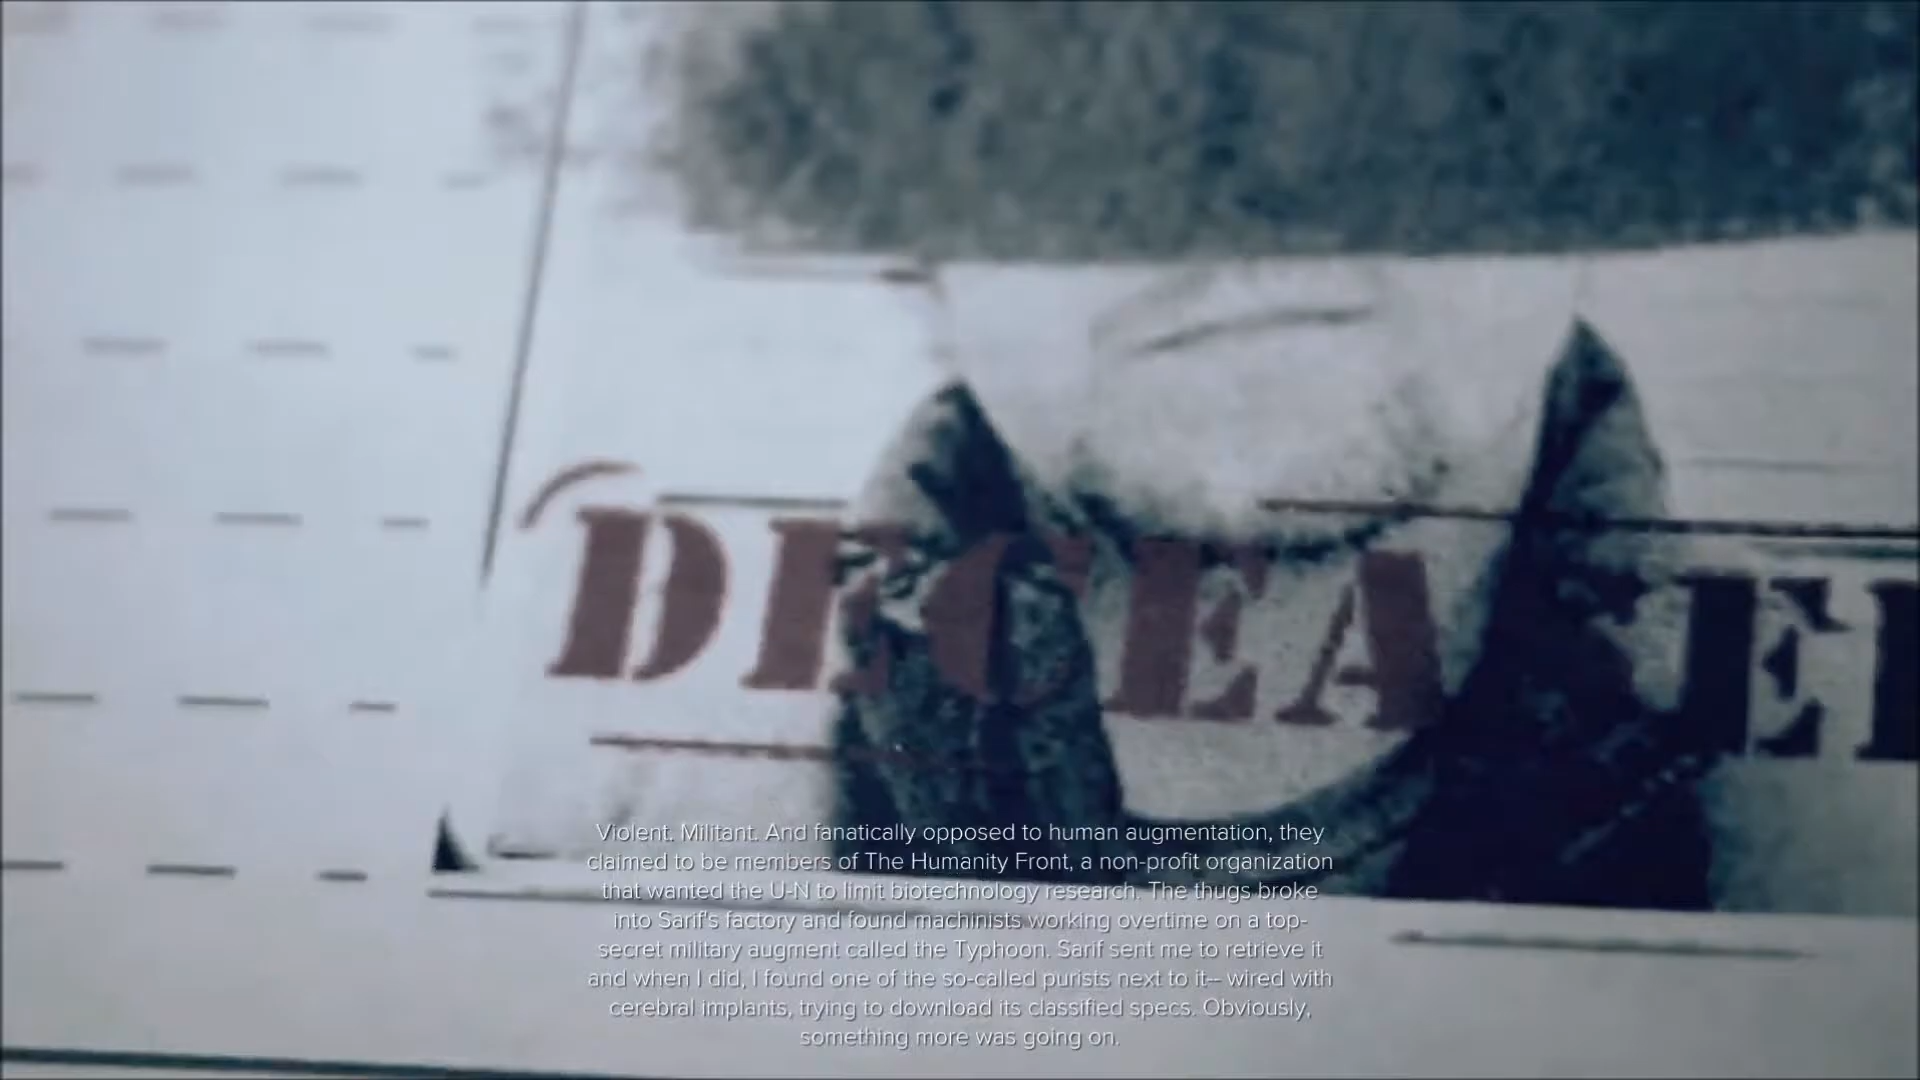 DECEA ED
Violent. Militant. And fanatically opposed to human augmentation, they
claimed to be members of The Humanity Front, a non-profit organization
that wanted the U-N to limit biotechnology research. The thugs broke
into Sarif's factory and found machinists working overtime on a top-
secret military augment called the Typhoon. Sarif sent me to retrieve it
and when I did, I found one of the so-called purists next to it-- wired with
cerebral implants, trying to download its classified specs. Obviously,
something more was going on.